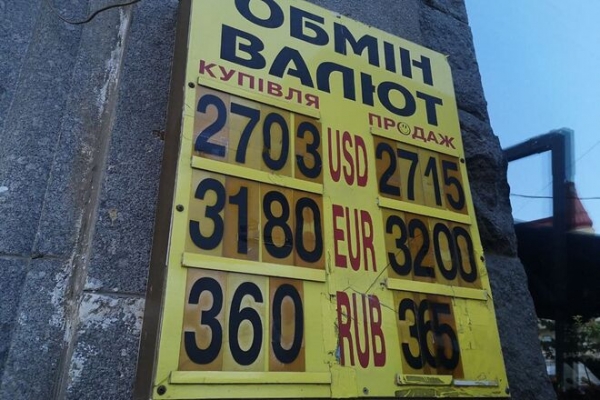 ОБМІН
ВАЛЮТ
КУПІВЛЯ ПРОДАЖ
2703 USD 2715
3180 EUR 3200
360 RUB 365